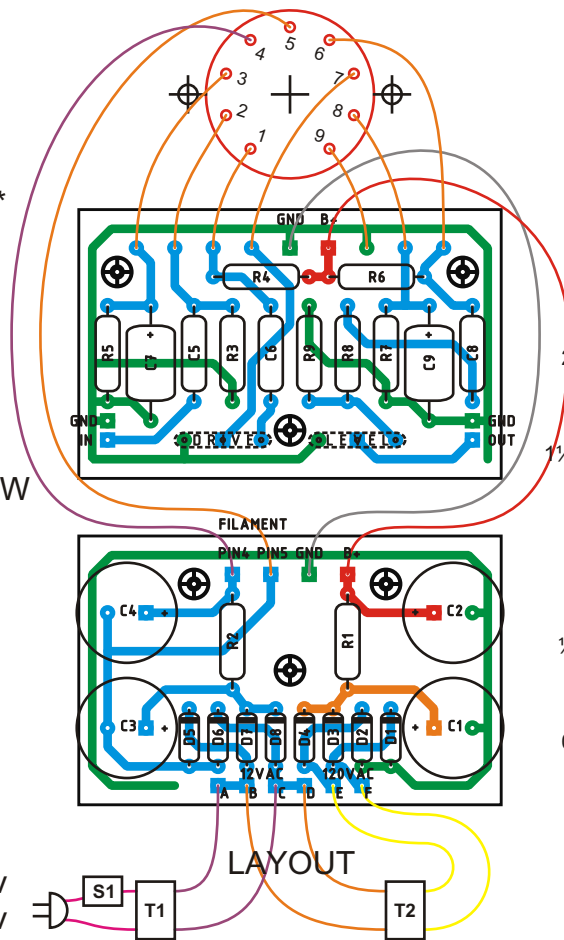 5
4 6
3 7
2 8
1 9
*
GND B+
R4 R6
R5 C7 C5 R3 C6 R9 R8 R7 C9 C8
+ +
GND GND
IN DRIVE LEVEL OUT
W
1½
FILAMENT
PIN4 PIN5 GND B+
C4 + + C2
R2 R1
C3 + + C1
D5 D6 D7 D8 D4 D3 D2 D1
12VAC 120VAC
A B C D E F
LAYOUT
S1
T1 T2